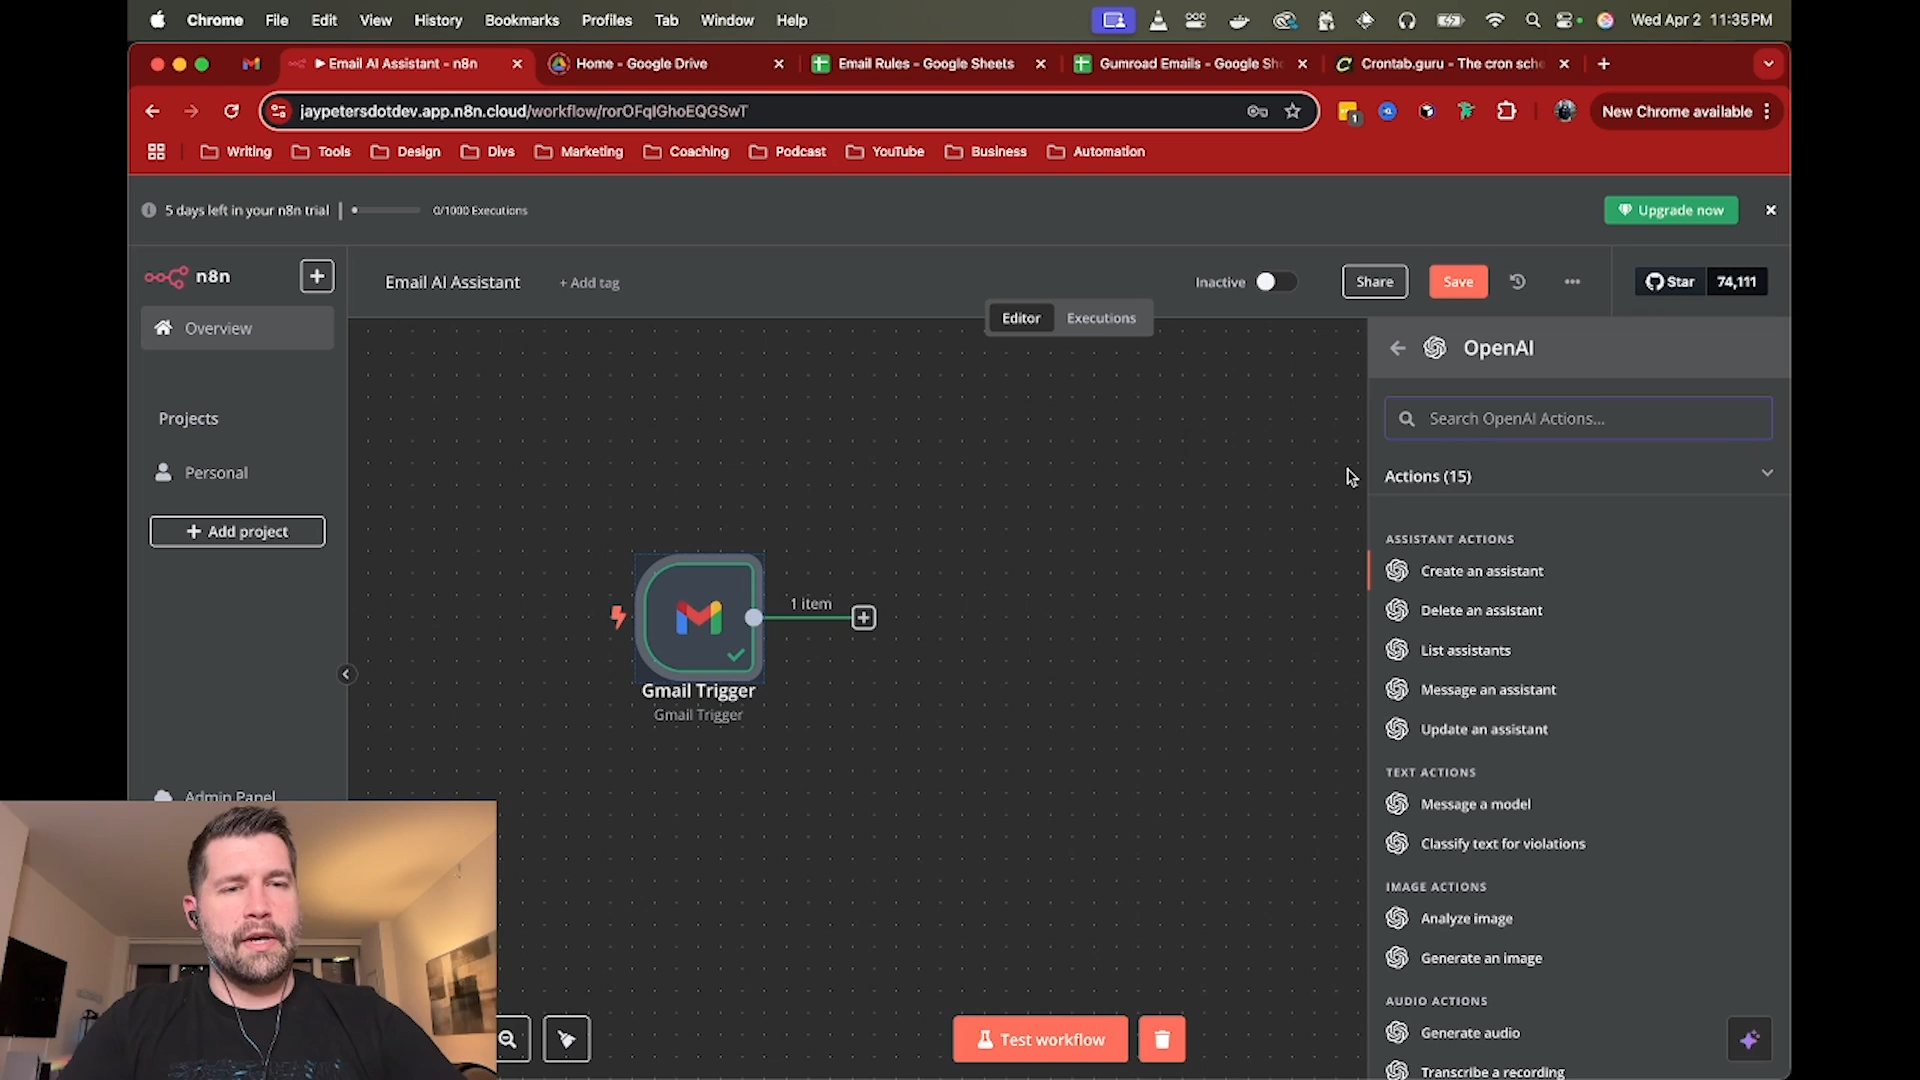 Chrome File Edit View History Bookmarks Profiles Tab Window Help Wed Apr 2 11:35 PM
Email AI Assistant - n8n Home - Google Drive Email Rules - Google Sheets Gumroad Emails - Google Sh Crontab.guru - The cron sche
jaypetersdotdev.app.n8n.cloud/workflow/rorOFqIGhoEQGSwT 1 New Chrome available
Writing Tools Design Divs Marketing Coaching Podcast YouTube Business Automation
5 days left in your n8n trial 0/1000 Executions Upgrade now
n8n Email AI Assistant + Add tag Inactive Share Save Star 74,111
Editor Executions
Overview
OpenAI
Projects
Search OpenAI Actions...
Personal
Actions (15)
+ Add project
ASSISTANT ACTIONS
Create an assistant
Delete an assistant
1 item
List assistants
Gmail Trigger
Message an assistant
Gmail Trigger
Update an assistant
TEXT ACTIONS
Admin Panel
Message a model
Classify text for violations
IMAGE ACTIONS
Analyze image
Generate an image
AUDIO ACTIONS
Test workflow
Generate audio
Transcribe a recording